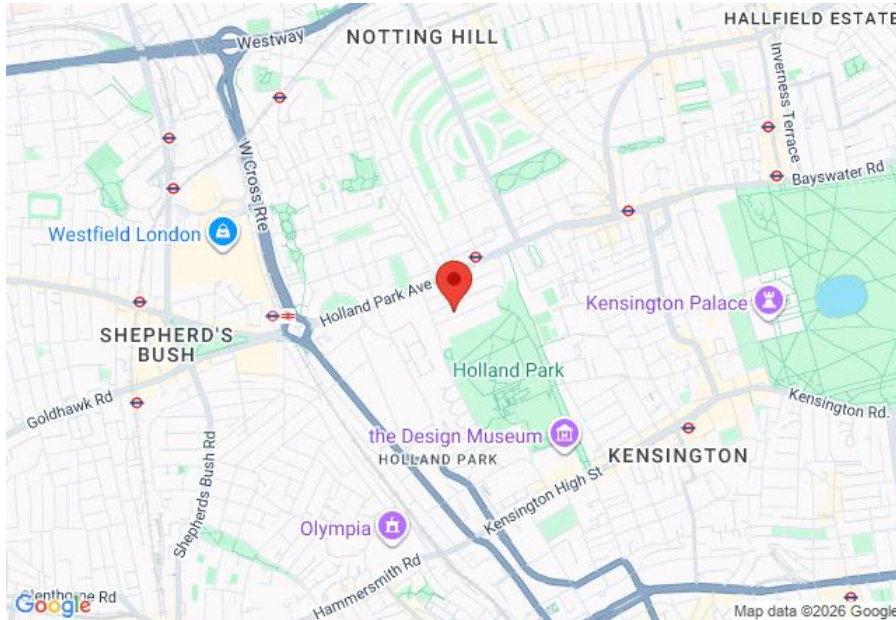 HALLFIELD ESTATE
Westway
NOTTING HILL
Inverness Terrace
W Cross Rte
Bayswater Rd
Westfield London
Holland Park Ave
Kensington Palace
SHEPHERD'S
BUSH
Holland Park
Goldhawk Rd
Kensington Rd.
the Design Museum
HOLLAND PARK
KENSINGTON
Shepherds Bush Rd
Kensington High St
Olympia
Hammersmith Rd
Google
Map data ©2026 Google